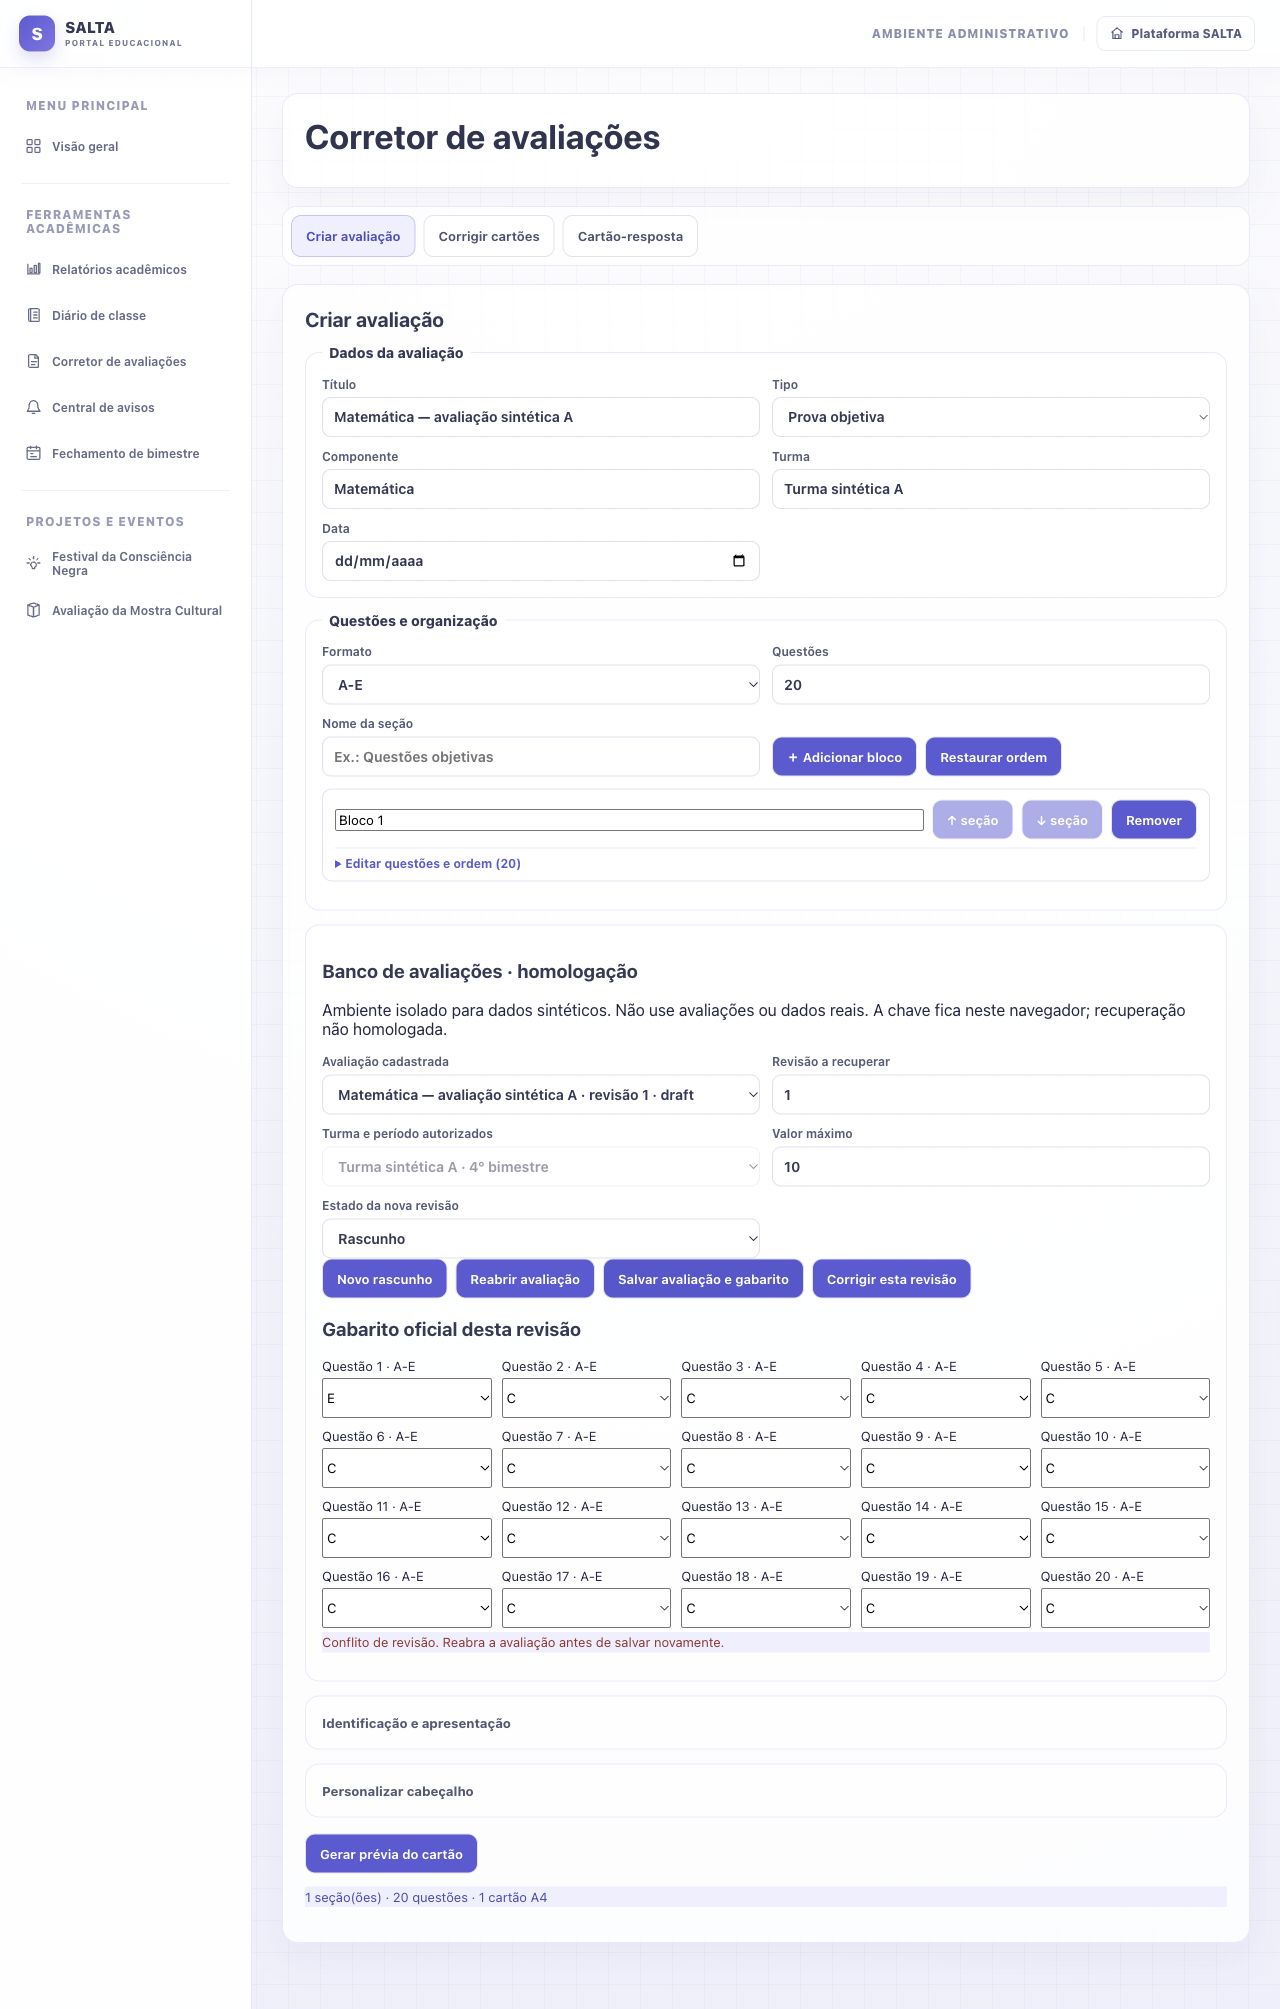 S
SALTA
PORTAL EDUCACIONAL
AMBIENTE ADMINISTRATIVO
Plataforma SALTA
MENU PRINCIPAL
Visão geral
FERRAMENTAS
ACADÊMICAS
Relatórios acadêmicos
Diário de classe
Corretor de avaliações
Central de avisos
Fechamento de bimestre
PROJETOS E EVENTOS
Festival da Consciência
Negra
Avaliação da Mostra Cultural
Corretor de avaliações
Criar avaliação
Corrigir cartões
Cartão-resposta
Criar avaliação
Dados da avaliação
Título
Tipo
Matemática — avaliação sintética A
Prova objetiva
Componente
Turma
Matemática
Turma sintética A
Data
dd/mm/aaaa
Questões e organização
Formato
Questões
A-E
20
Nome da seção
Ex.: Questões objetivas
+ Adicionar bloco
Restaurar ordem
Bloco 1
↑ seção
↓ seção
Remover
▸ Editar questões e ordem (20)
Banco de avaliações · homologação
Ambiente isolado para dados sintéticos. Não use avaliações ou dados reais. A chave fica neste navegador; recuperação
não homologada.
Avaliação cadastrada
Revisão a recuperar
Matemática — avaliação sintética A · revisão 1 · draft
1
Turma e período autorizados
Valor máximo
Turma sintética A · 4º bimestre
10
Estado da nova revisão
Rascunho
Novo rascunho
Reabrir avaliação
Salvar avaliação e gabarito
Corrigir esta revisão
Gabarito oficial desta revisão
Questão 1 · A-E
Questão 2 · A-E
Questão 3 · A-E
Questão 4 · A-E
Questão 5 · A-E
E
C
C
C
C
Questão 6 · A-E
Questão 7 · A-E
Questão 8 · A-E
Questão 9 · A-E
Questão 10 · A-E
C
C
C
C
C
Questão 11 · A-E
Questão 12 · A-E
Questão 13 · A-E
Questão 14 · A-E
Questão 15 · A-E
C
C
C
C
C
Questão 16 · A-E
Questão 17 · A-E
Questão 18 · A-E
Questão 19 · A-E
Questão 20 · A-E
C
C
C
C
C
Conflito de revisão. Reabra a avaliação antes de salvar novamente.
Identificação e apresentação
Personalizar cabeçalho
Gerar prévia do cartão
1 seção(ões) · 20 questões · 1 cartão A4